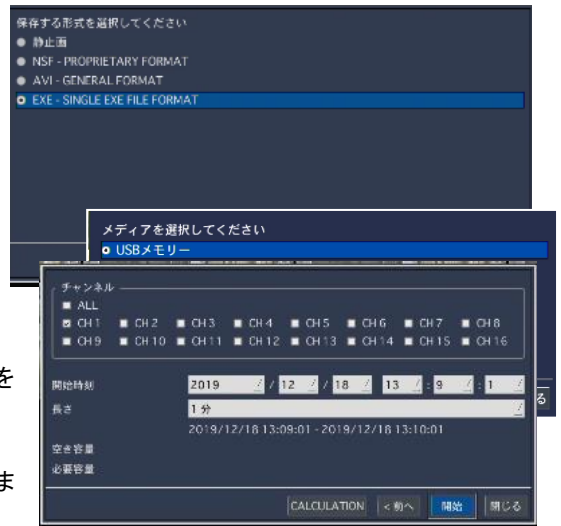 保存する形式を選択してください
静止画
NSF - PROPRIETARY FORMAT
AVI - GENERAL FORMAT
EXE - SINGLE EXE FILE FORMAT
メディアを選択してください
USBメモリー
チャンネル
ALL
CH 1 CH 2 CH 3 CH 4 CH 5 CH 6 CH 7 CH 8
CH 9 CH 10 CH 11 CH 12 CH 13 CH 14 CH 15 CH 16
を
開始時刻 2019 / 12 / 18 13 : 9 : 1
る
長さ 1 分
2019/12/18 13:09:01 - 2019/12/18 13:10:01
空き容量
必要容量
ま
CALCULATION < 前へ 開始 閉じる